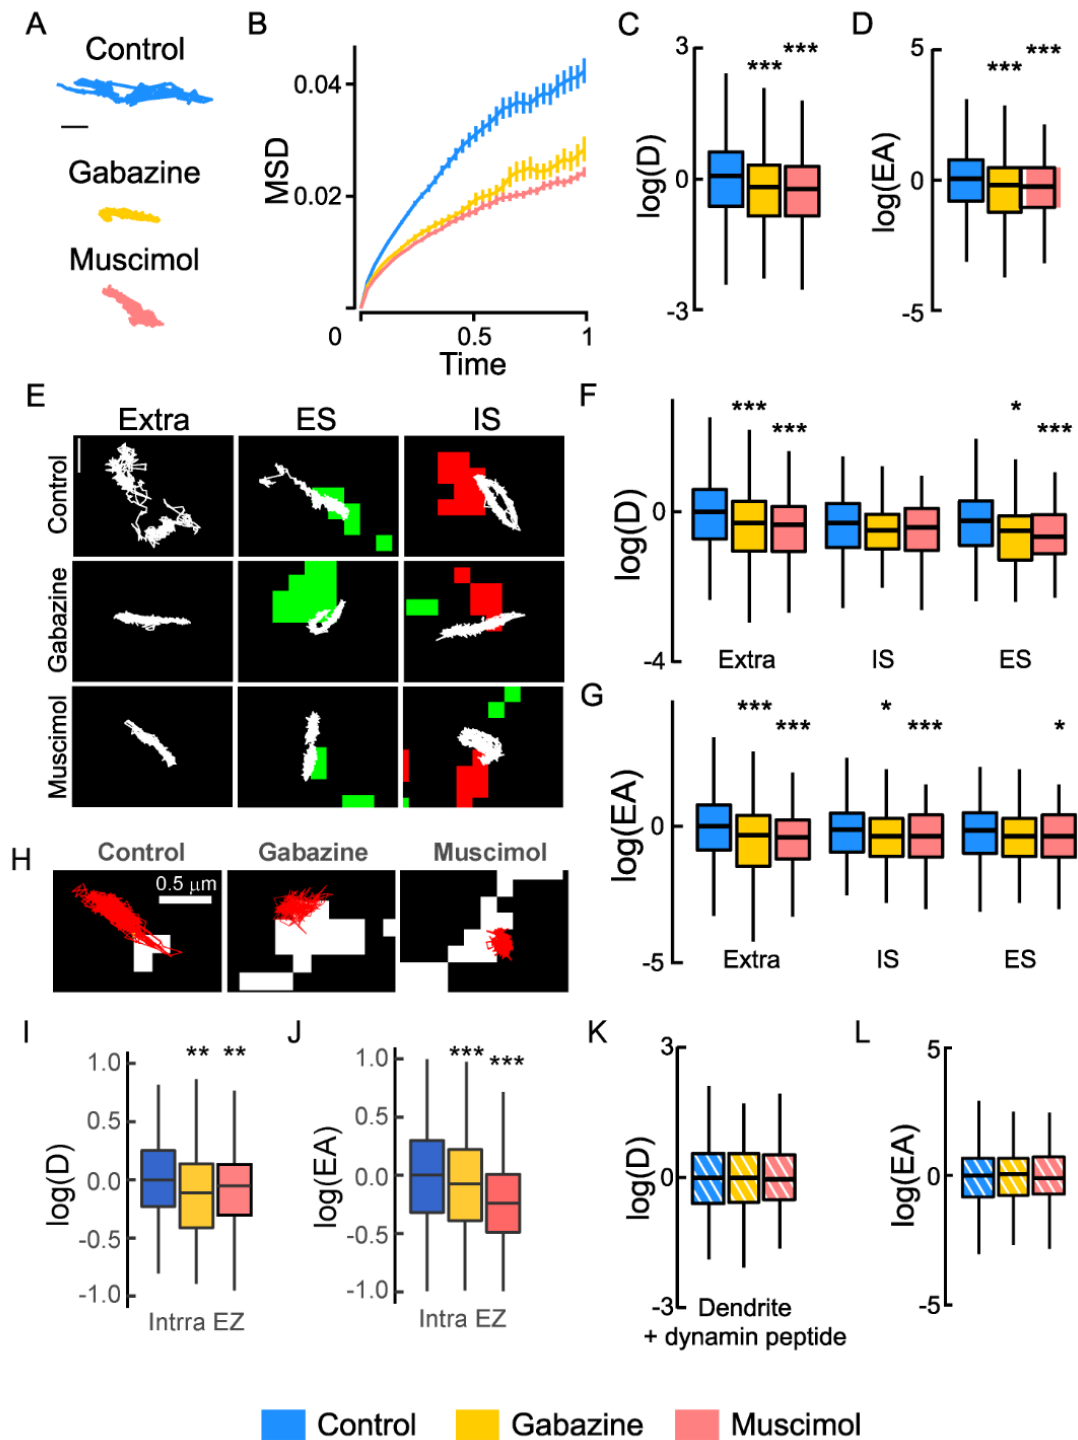 A
Control
Gabazine
Muscimol
B
MSD
0.04
0.02
0
0.5
1
Time
C
log(D)
3
0
-3
***
***
D
log(EA)
5
0
-5
***
***
E
Extra
ES
IS
Control
Gabazine
Muscimol
F
log(D)
0
-4
***
***
*
***
Extra
IS
ES
G
log(EA)
0
-5
***
***
*
***
*
Extra
IS
ES
H
Control
Gabazine
Muscimol
0.5 µm
I
log(D)
1.0
0.5
0.0
-0.5
-1.0
**
**
Intrra EZ
J
log(EA)
1.0
0.5
0.0
-0.5
-1.0
***
***
Intra EZ
K
log(D)
3
0
-3
Dendrite
+ dynamin peptide
L
log(EA)
5
0
-5
Control
Gabazine
Muscimol